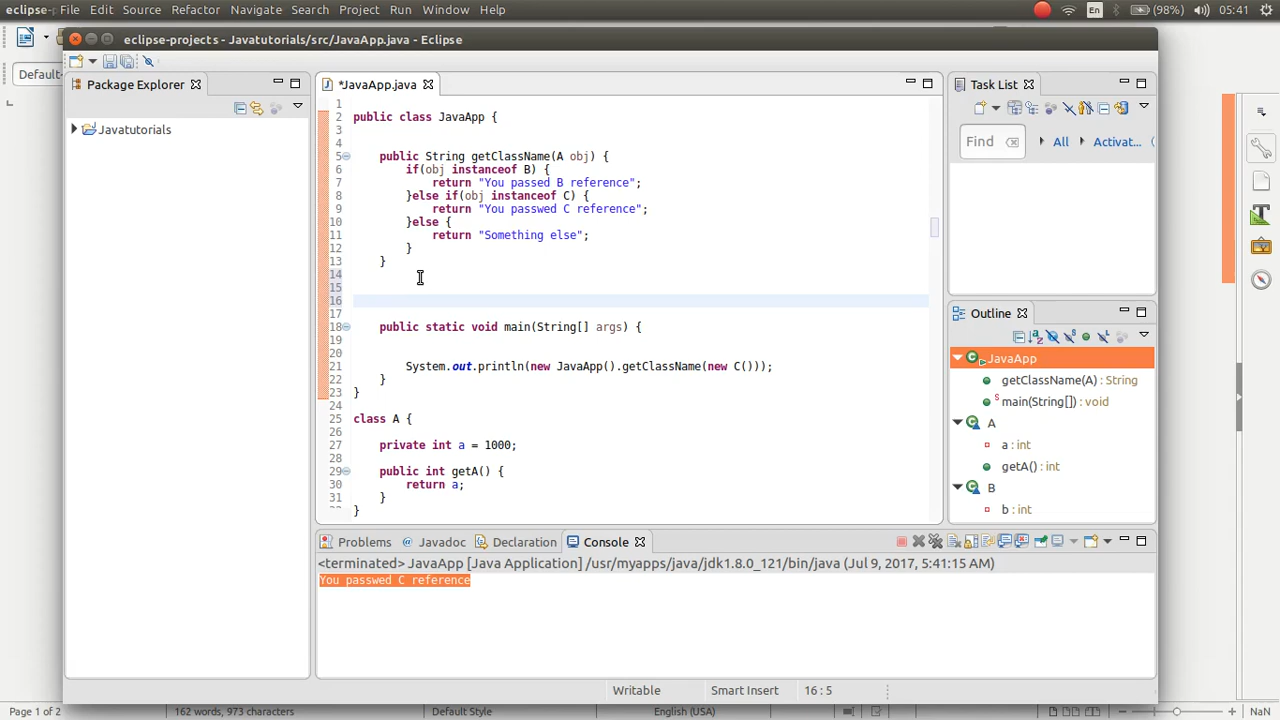 eclipse
File Edit Source Refactor Navigate Search Project Run Window Help
En (98%) 05:41
eclipse-projects - Javatutorials/src/JavaApp.java - Eclipse
Default-
Package Explorer
Javatutorials
*JavaApp.java
1
2 public class JavaApp {
3
4
5 public String getClassName(A obj) {
6 if(obj instanceof B) {
7 return "You passed B reference";
8 }else if(obj instanceof C) {
9 return "You passwed C reference";
10 }else {
11 return "Something else";
12 }
13 }
14
15
16
17
18 public static void main(String[] args) {
19
20
21 System.out.println(new JavaApp().getClassName(new C()));
22 }
23 }
24
25 class A {
26
27 private int a = 1000;
28
29 public int getA() {
30 return a;
31 }
32 }
Task List
Find All Activat...
Outline
JavaApp
getClassName(A) : String
main(String[]) : void
A
a : int
getA() : int
B
b : int
Problems Javadoc Declaration Console
<terminated> JavaApp [Java Application] /usr/myapps/java/jdk1.8.0_121/bin/java (Jul 9, 2017, 5:41:15 AM)
You passwed C reference
Writable Smart Insert 16 : 5
Page 1 of 2 162 words, 973 characters Default Style English (USA) NaN